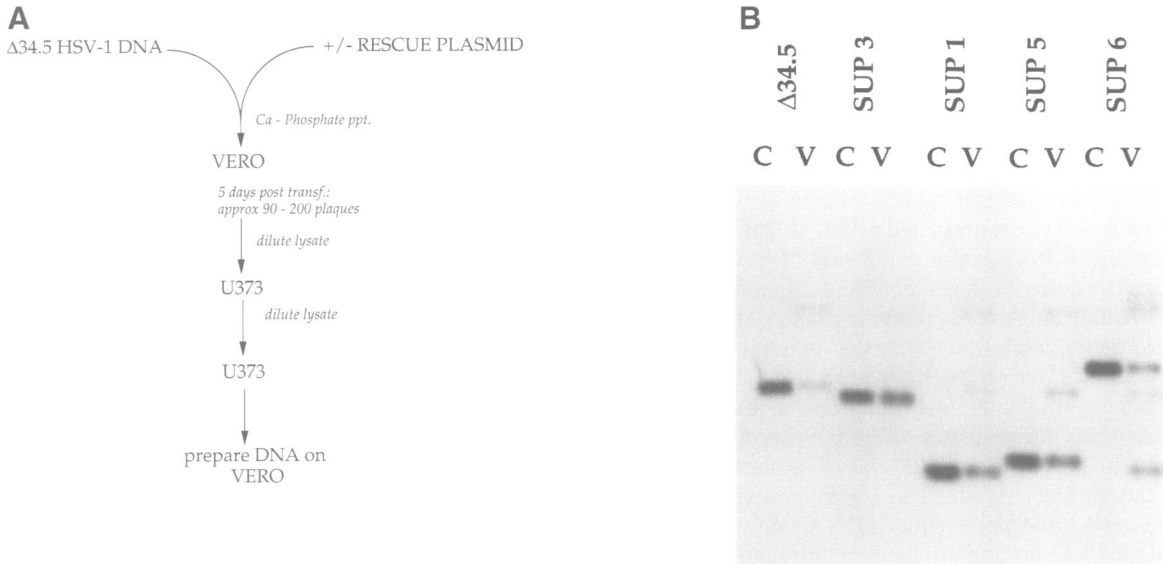 A
Δ34.5 HSV-1 DNA
+/- RESCUE PLASMID
Ca - Phosphate ppt.
VERO
5 days post transf.:
approx 90 - 200 plaques
dilute lysate
U373
dilute lysate
U373
prepare DNA on
VERO
B
Δ34.5
SUP 3
SUP 1
SUP 5
SUP 6
C V C V C V C V C V